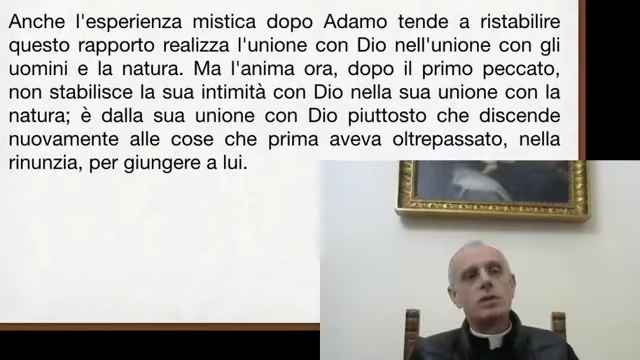 Anche l'esperienza mistica dopo Adamo tende a ristabilire
questo rapporto realizza l'unione con Dio nell'unione con gli
uomini e la natura. Ma l'anima ora, dopo il primo peccato,
non stabilisce la sua intimità con Dio nella sua unione con la
natura; è dalla sua unione con Dio piuttosto che discende
nuovamente alle cose che prima aveva oltrepassato, nella
rinunzia, per giungere a lui.